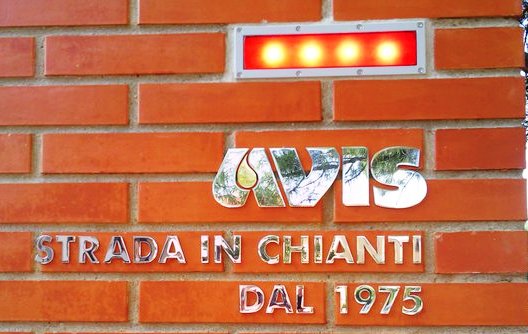 AVIS
STRADA IN CHIANTI
DAL 1975